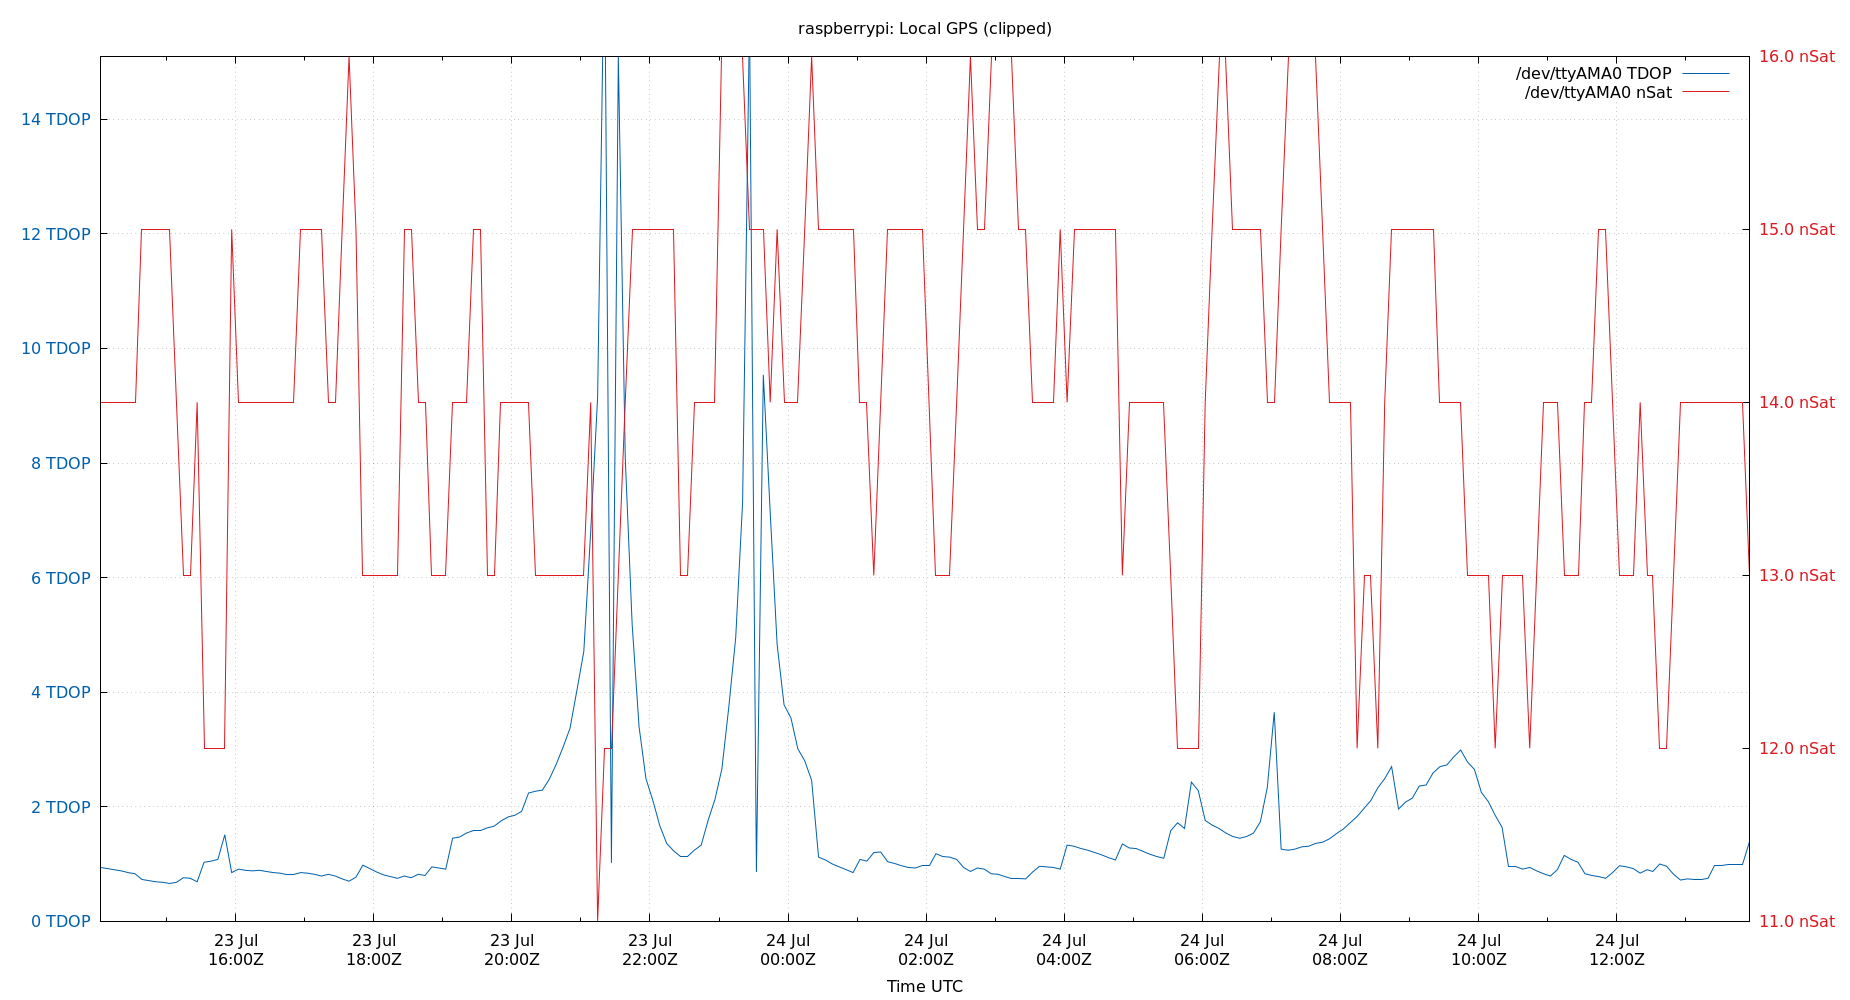 raspberrypi: Local GPS (clipped)
16.0 nSat
/dev/ttyAMA0 TDOP
/dev/ttyAMA0 nSat
14 TDOP
12 TDOP
15.0 nSat
10 TDOP
14.0 nSat
8 TDOP
6 TDOP
13.0 nSat
4 TDOP
12.0 nSat
2 TDOP
0 TDOP
11.0 nSat
23 Jul
16:00Z
23 Jul
18:00Z
23 Jul
20:00Z
23 Jul
22:00Z
24 Jul
00:00Z
24 Jul
02:00Z
24 Jul
04:00Z
24 Jul
06:00Z
24 Jul
08:00Z
24 Jul
10:00Z
24 Jul
12:00Z
Time UTC